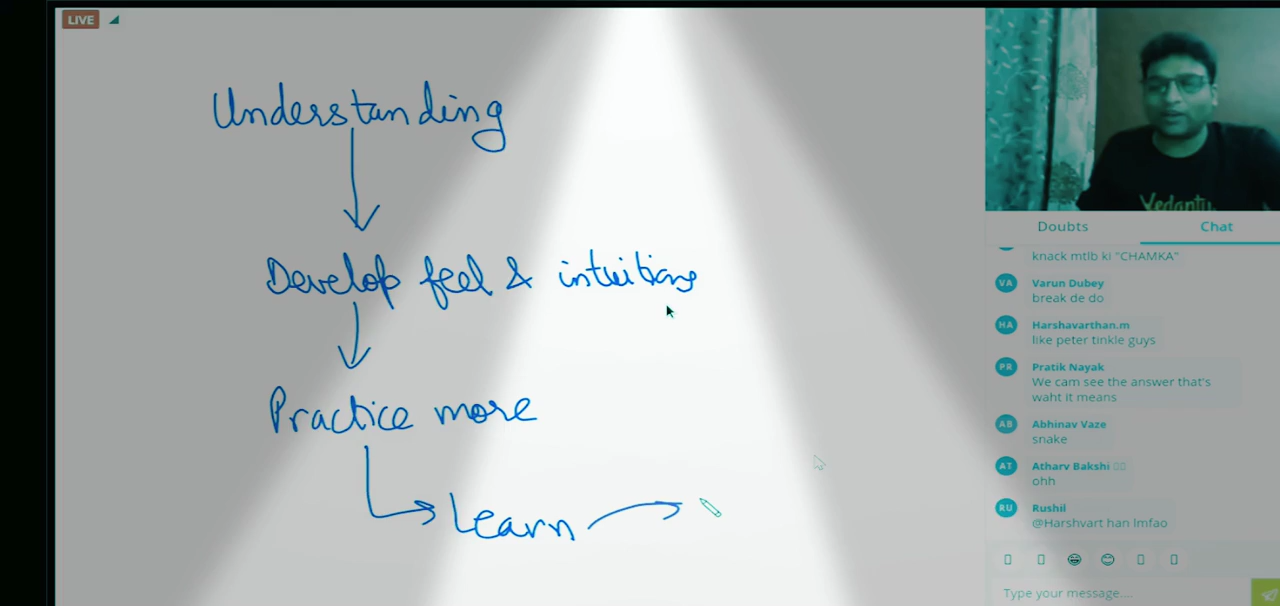 LIVE
Understanding
Develop feel & intuitions
Practice more
Learn
Vedantu
Doubts
Chat
knack mtlb ki "CHAMKA"
VA
Varun Dubey
break de do
HA
Harshavarthan.m
like peter tinkle guys
PR
Pratik Nayak
We cam see the answer that's
waht it means
AB
Abhinav Vaze
snake
AT
Atharv Bakshi
ohh
RU
Rushil
@Harshvart han lmfao
Type your message....